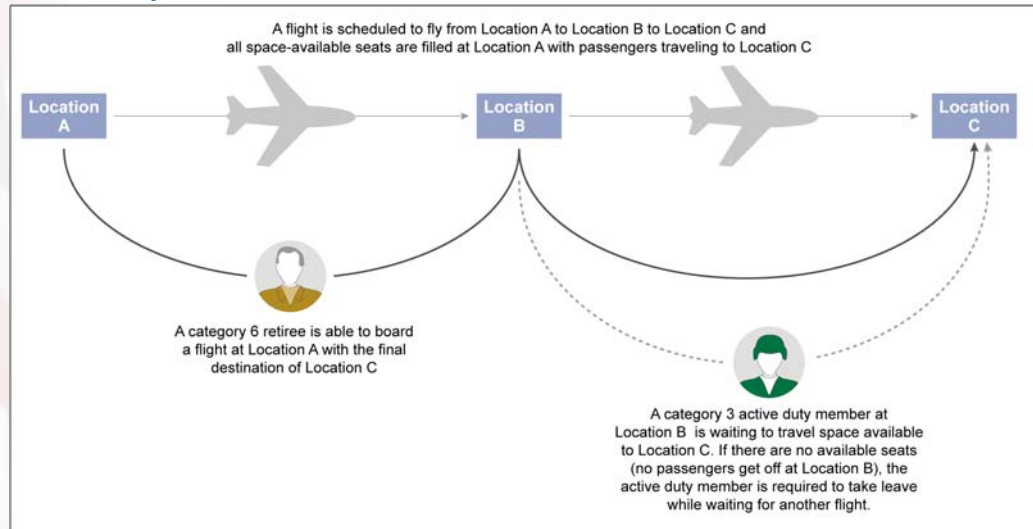 A flight is scheduled to fly from Location A to Location B to Location C and
all space-available seats are filled at Location A with passengers traveling to Location C
Location
A
Location
B
Location
C
A category 6 retiree is able to board
a flight at Location A with the final
destination of Location C
A category 3 active duty member at
Location B is waiting to travel space available
to Location C. If there are no available seats
(no passengers get off at Location B), the
active duty member is required to take leave
while waiting for another flight.